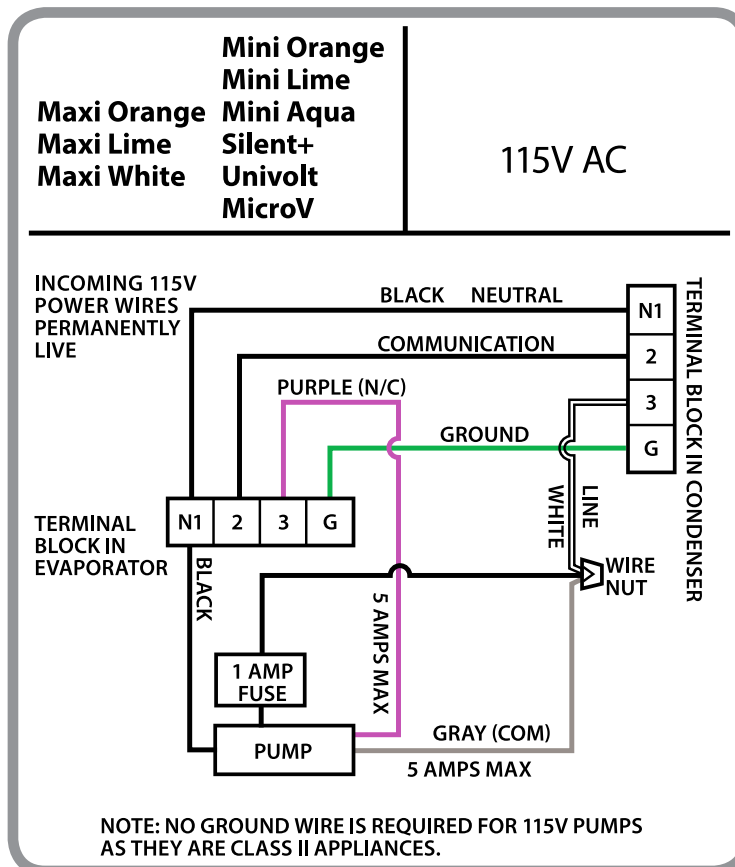 Maxi Orange
Maxi Lime
Maxi White
Mini Orange
Mini Lime
Mini Aqua
Silent+
Univolt
MicroV
115V AC
INCOMING 115V
POWER WIRES
PERMANENTLY
LIVE
BLACK NEUTRAL
COMMUNICATION
PURPLE (N/C)
GROUND
N1
2
3
G
TERMINAL BLOCK IN CONDENSER
LINE
WHITE
WIRE
NUT
TERMINAL
BLOCK IN
EVAPORATOR
N1 2 3 G
BLACK
5 AMPS MAX
1 AMP
FUSE
PUMP
GRAY (COM)
5 AMPS MAX
NOTE: NO GROUND WIRE IS REQUIRED FOR 115V PUMPS
AS THEY ARE CLASS II APPLIANCES.